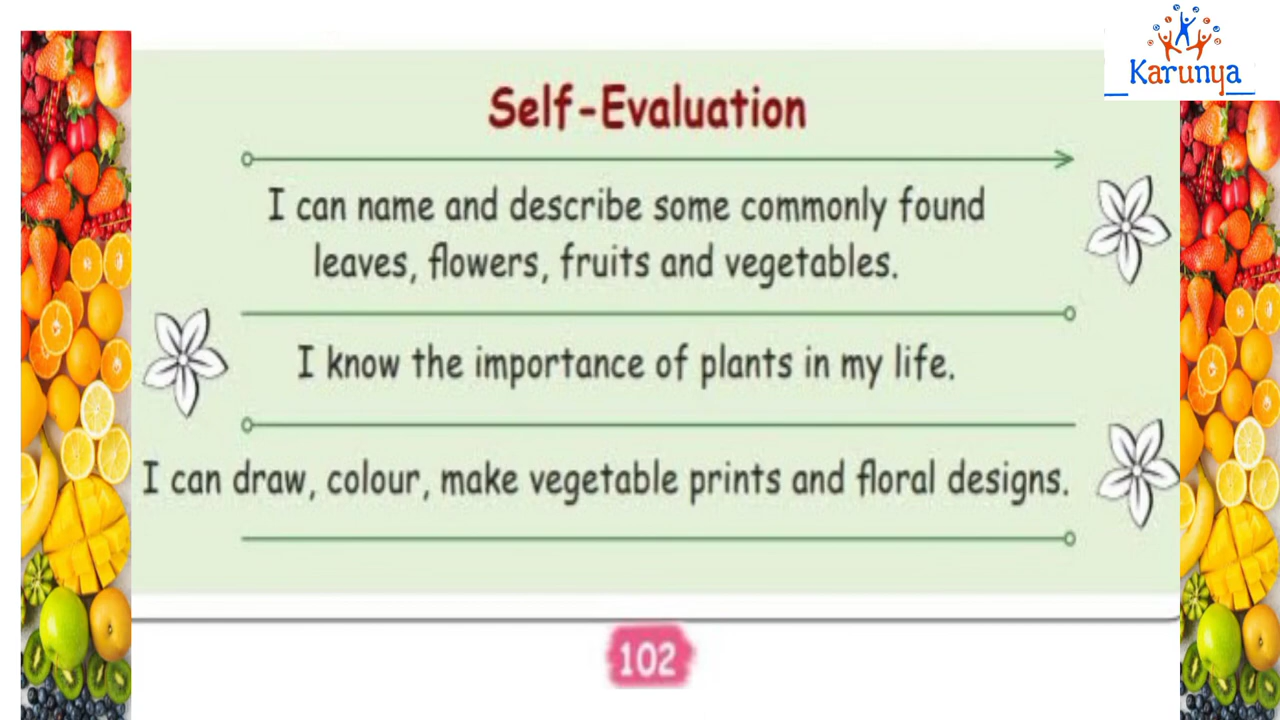 Karunya
Self-Evaluation
I can name and describe some commonly found
leaves, flowers, fruits and vegetables.
I know the importance of plants in my life.
I can draw, colour, make vegetable prints and floral designs.
102